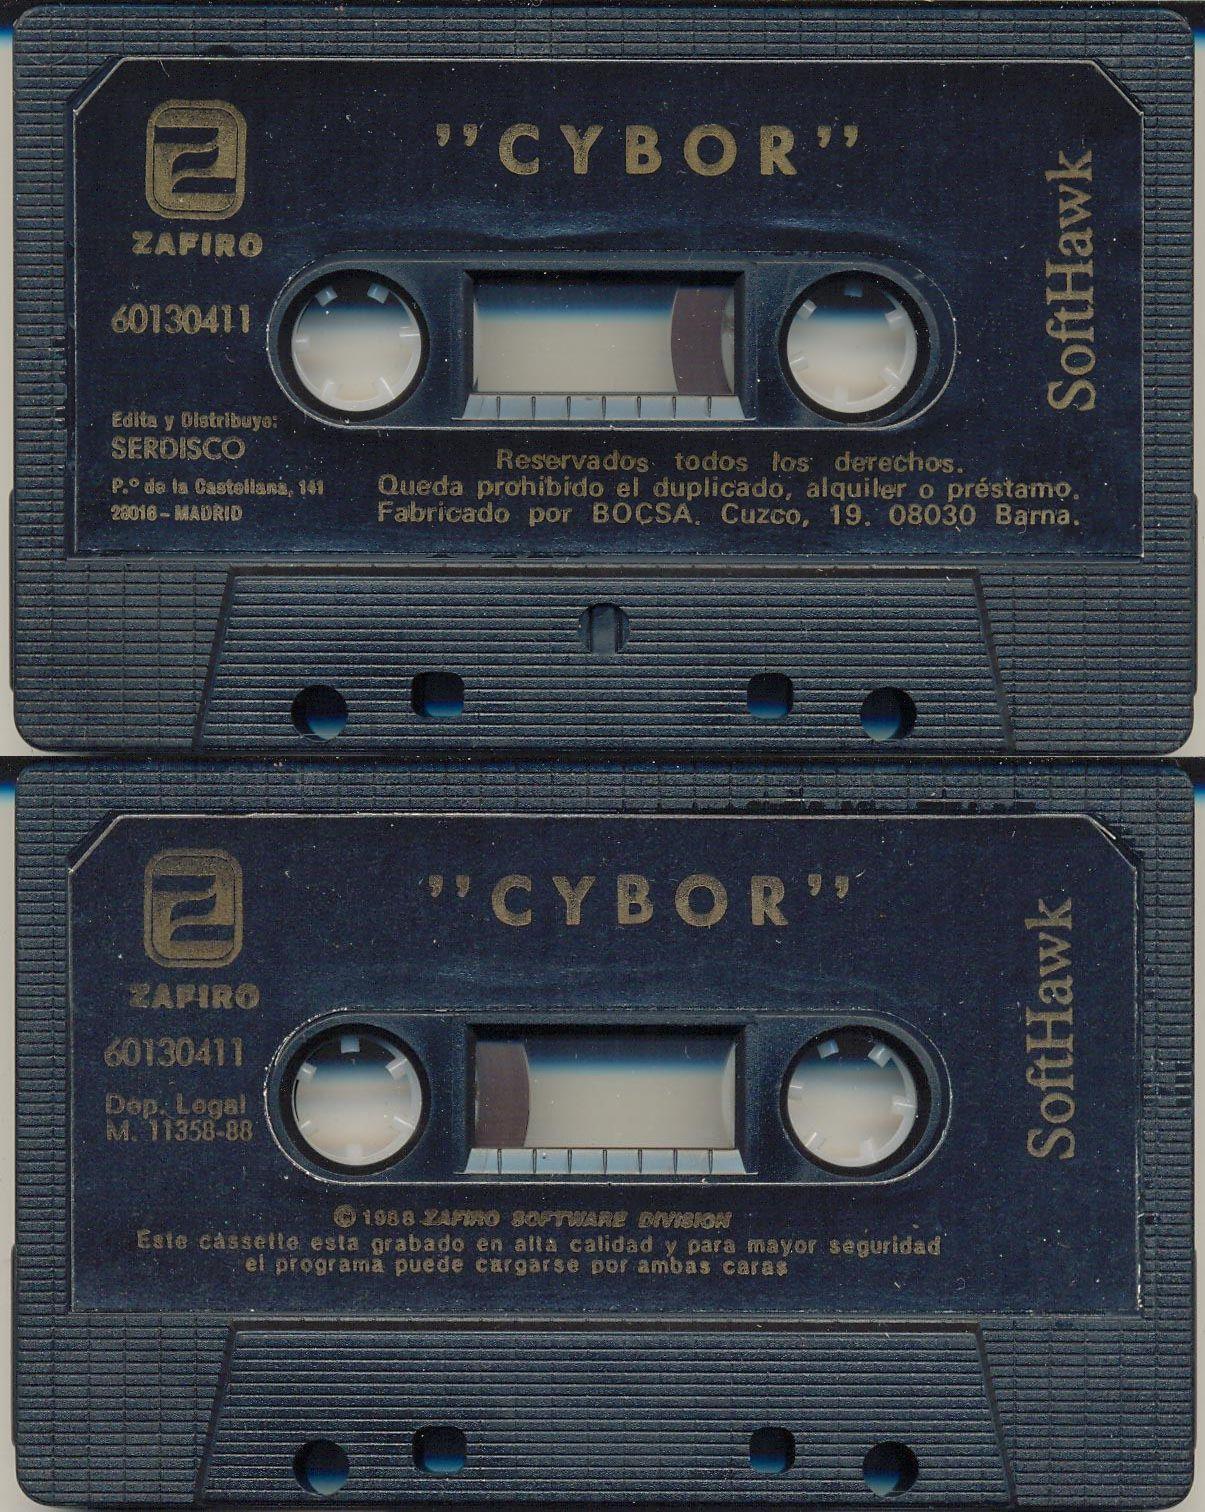 "CYBOR"
ZAFIRO
SoftHawk
60130411
Edita y Distribuye:
SERDISCO
P.º de la Castellana, 141
28016 - MADRID
Reservados todos los derechos.
Queda prohibido el duplicado, alquiler o préstamo.
Fabricado por BOCSA. Cuzco, 19. 08030 Barna.
"CYBOR"
ZAFIRO
SoftHawk
60130411
Dep. Legal
M. 11358-88
© 1988 ZAFIRO SOFTWARE DIVISION
Este cassette esta grabado en alta calidad y para mayor seguridad
el programa puede cargarse por ambas caras